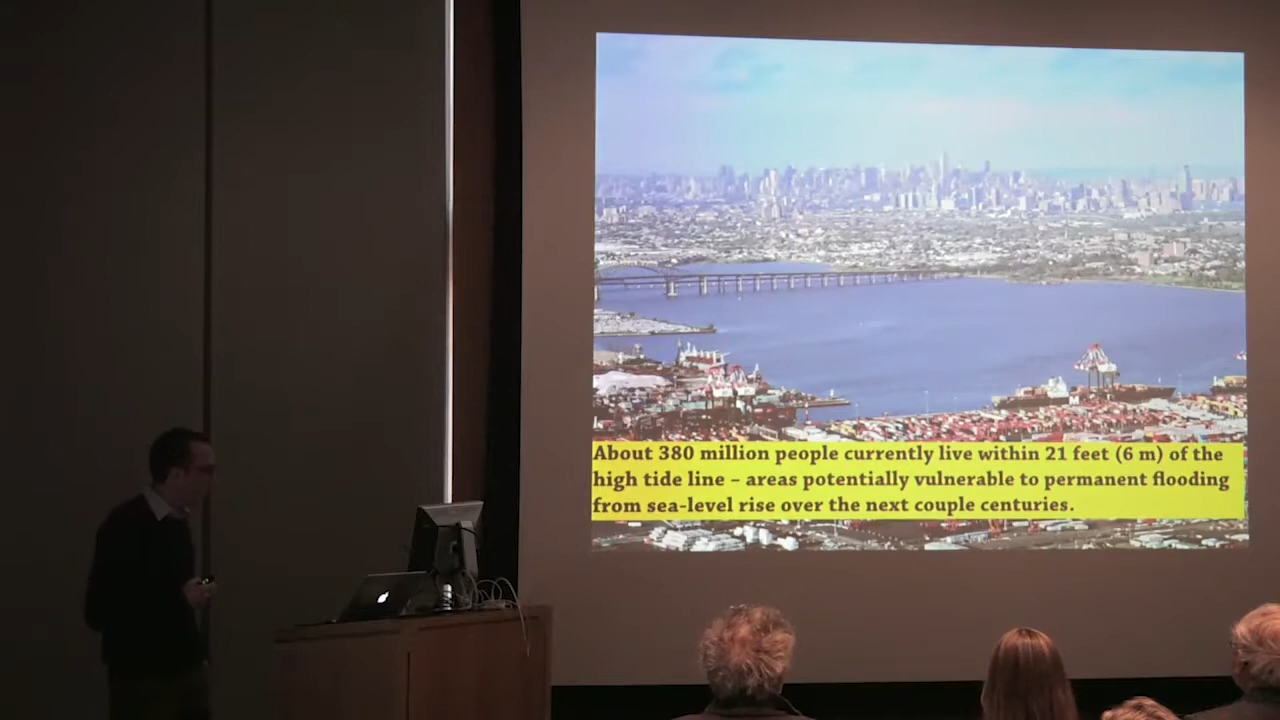 About 380 million people currently live within 21 feet (6 m) of the
high tide line – areas potentially vulnerable to permanent flooding
from sea-level rise over the next couple centuries.